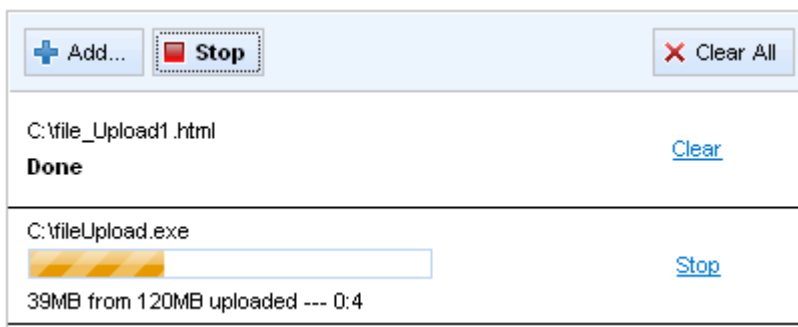 Add... Stop Clear All
C:\file_Upload1.html
Done
Clear
C:\fileUpload.exe
Stop
39MB from 120MB uploaded --- 0:4